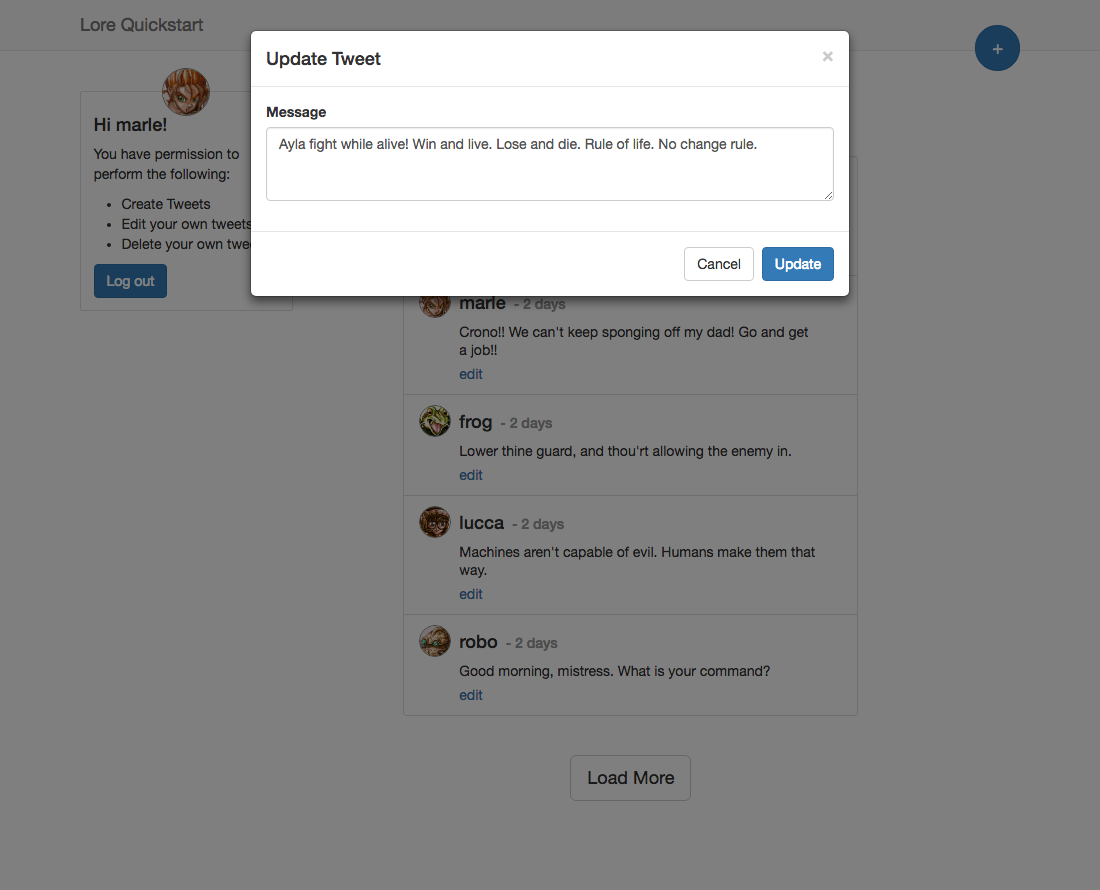 Lore Quickstart
Update Tweet
×
+
Message
Ayla fight while alive! Win and live. Lose and die. Rule of life. No change rule.
Cancel
Update
Hi marle!
You have permission to
perform the following:
• Create Tweets
• Edit your own tweets
• Delete your own twee
Log out
marle - 2 days
Crono!! We can't keep sponging off my dad! Go and get
a job!!
edit
frog - 2 days
Lower thine guard, and thou'rt allowing the enemy in.
edit
lucca - 2 days
Machines aren't capable of evil. Humans make them that
way.
edit
robo - 2 days
Good morning, mistress. What is your command?
edit
Load More